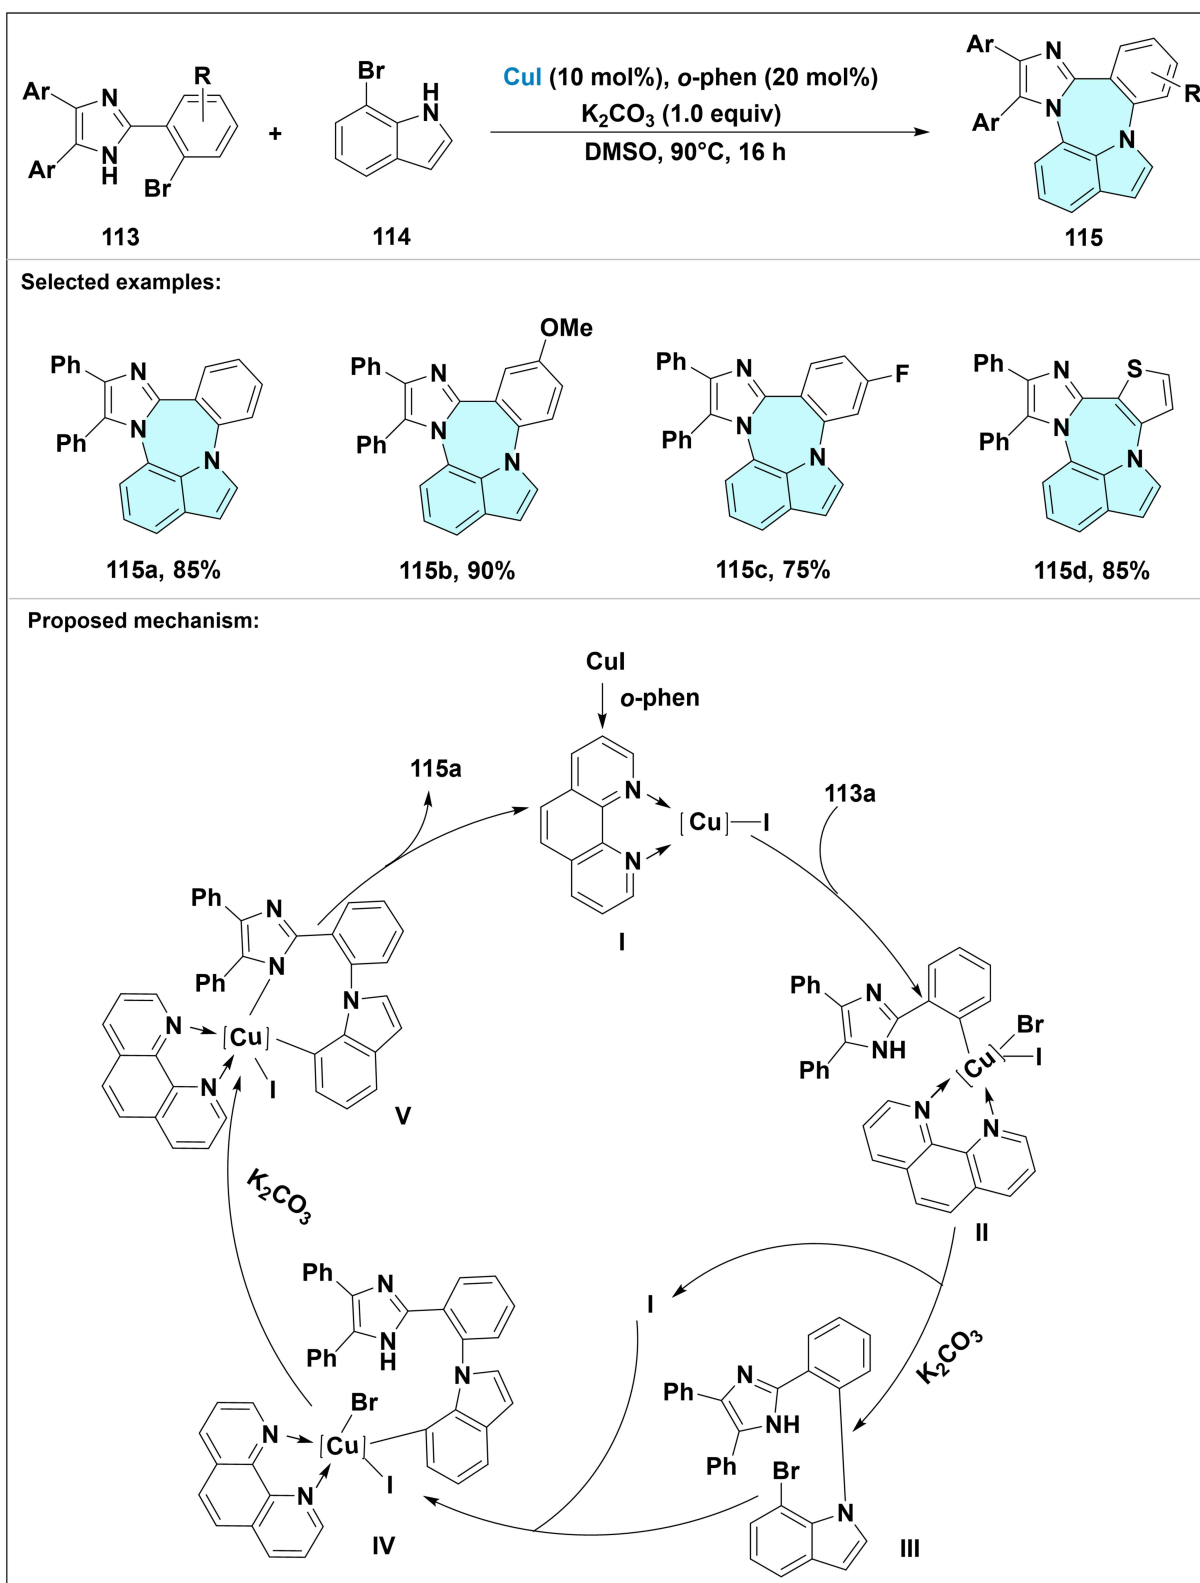 Ar
N
R
Ar
N
H
Br
113
+
Br
H
N
114
CuI (10 mol%), o-phen (20 mol%)
K2CO3 (1.0 equiv)
DMSO, 90°C, 16 h
Ar
N
R
Ar
N
N
115
Selected examples:
Ph
N
Ph
N
N
115a, 85%
OMe
Ph
N
Ph
N
N
115b, 90%
Ph
N
F
Ph
N
N
115c, 75%
Ph
N
S
Ph
N
N
115d, 85%
Proposed mechanism:
CuI
o-phen
N
N
[Cu]
I
I
113a
Ph
N
Ph
NH
Br
[Cu]
I
N
N
II
K2CO3
I
Ph
N
NH
Ph
Br
N
III
Ph
N
Ph
N
H
N
Br
N
[Cu]
N
I
IV
K2CO3
Ph
N
Ph
N
N
N
[Cu]
N
I
V
115a